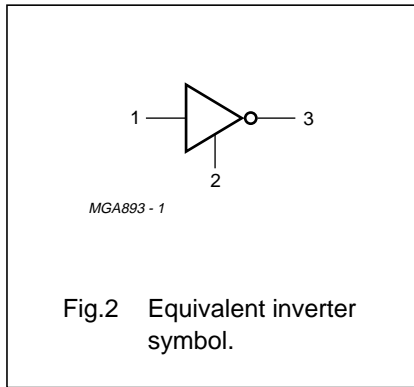 1
3
2
MGA893 - 1
Fig.2 Equivalent inverter
symbol.